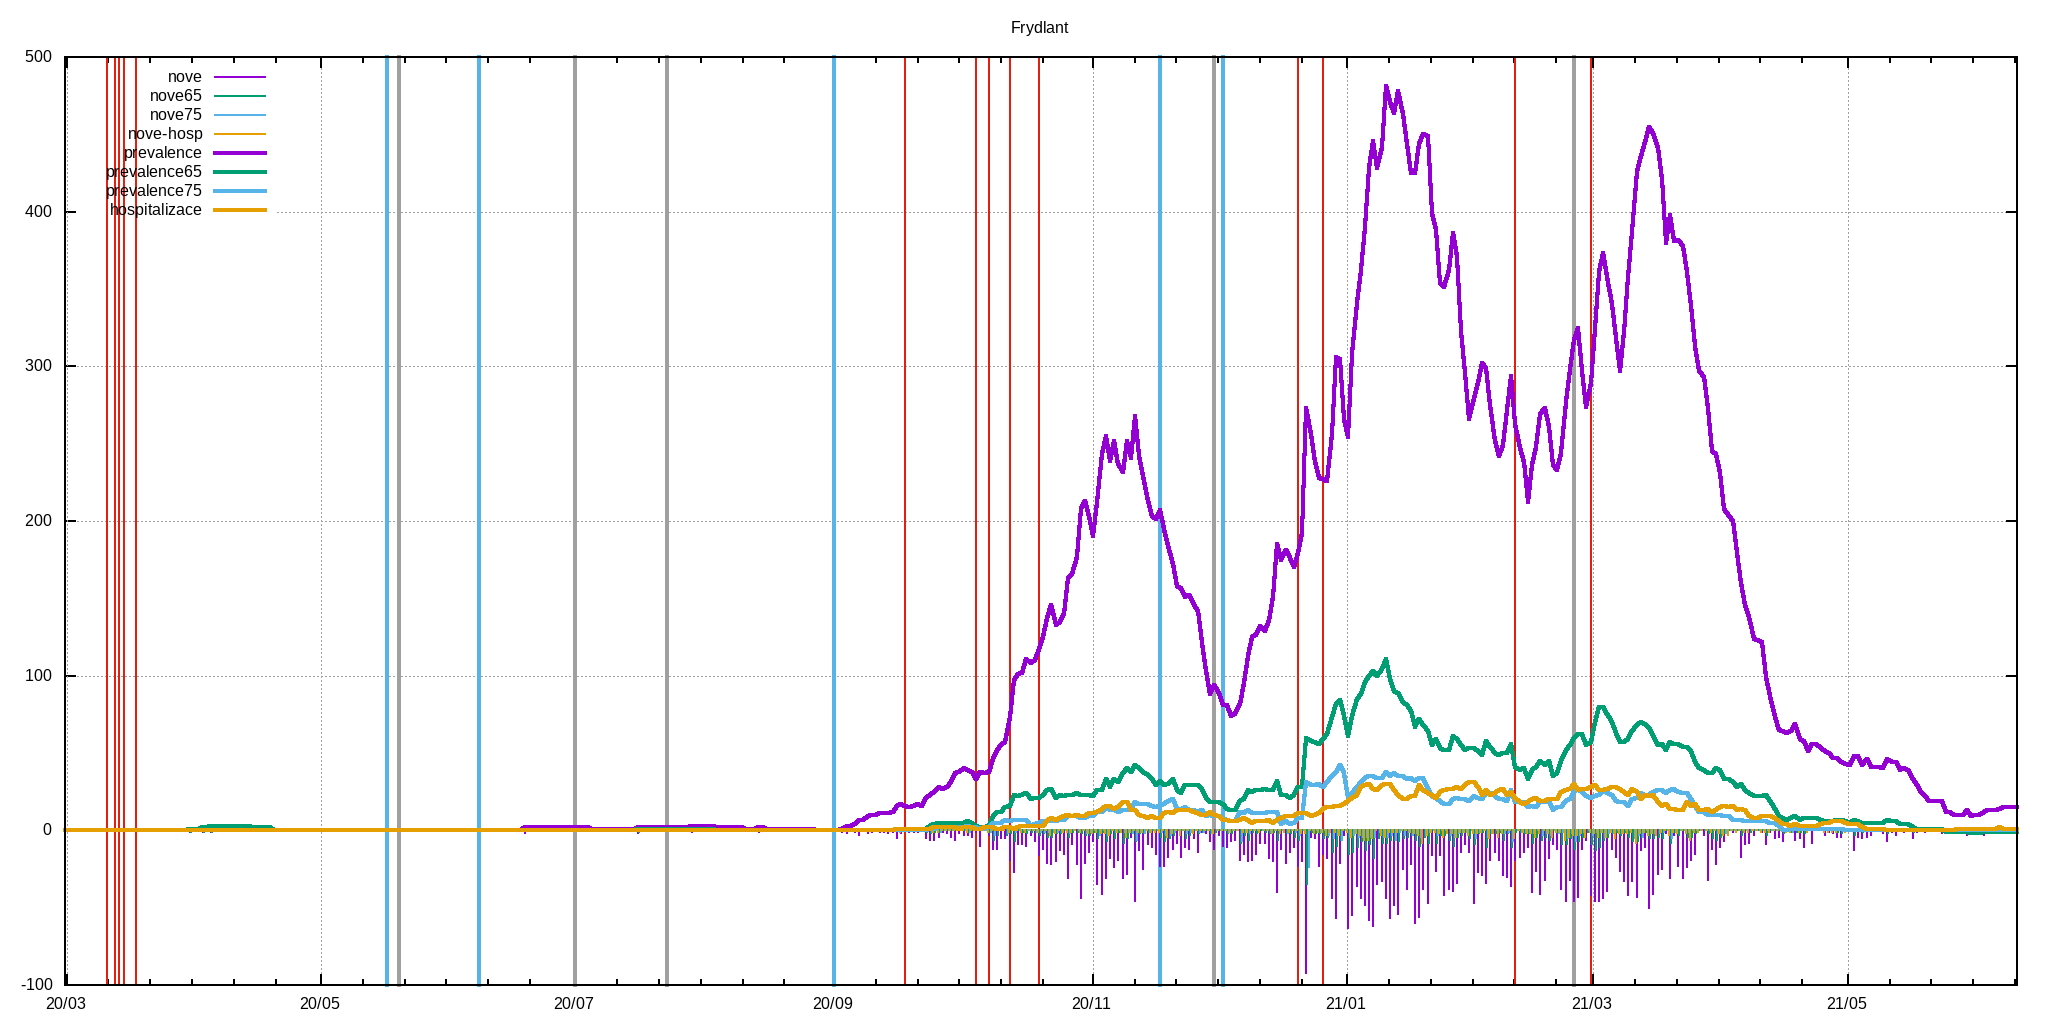 Frydlant
500
nove
nove65
nove75
nove-hosp
prevalence
prevalence65
prevalence75
hospitalizace
400
300
200
100
0
-100
20/03 20/05 20/07 20/09 20/11 21/01 21/03 21/05